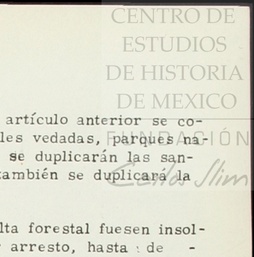 CENTRO DE
ESTUDIOS
DE HISTORIA
DE MEXICO
artículo anterior se co-
les vedadas, parques na-
FUNDACIÓN
se duplicarán las san-
también se duplicará la
Carlos Slim
lta forestal fuesen insol-
arresto, hasta de -